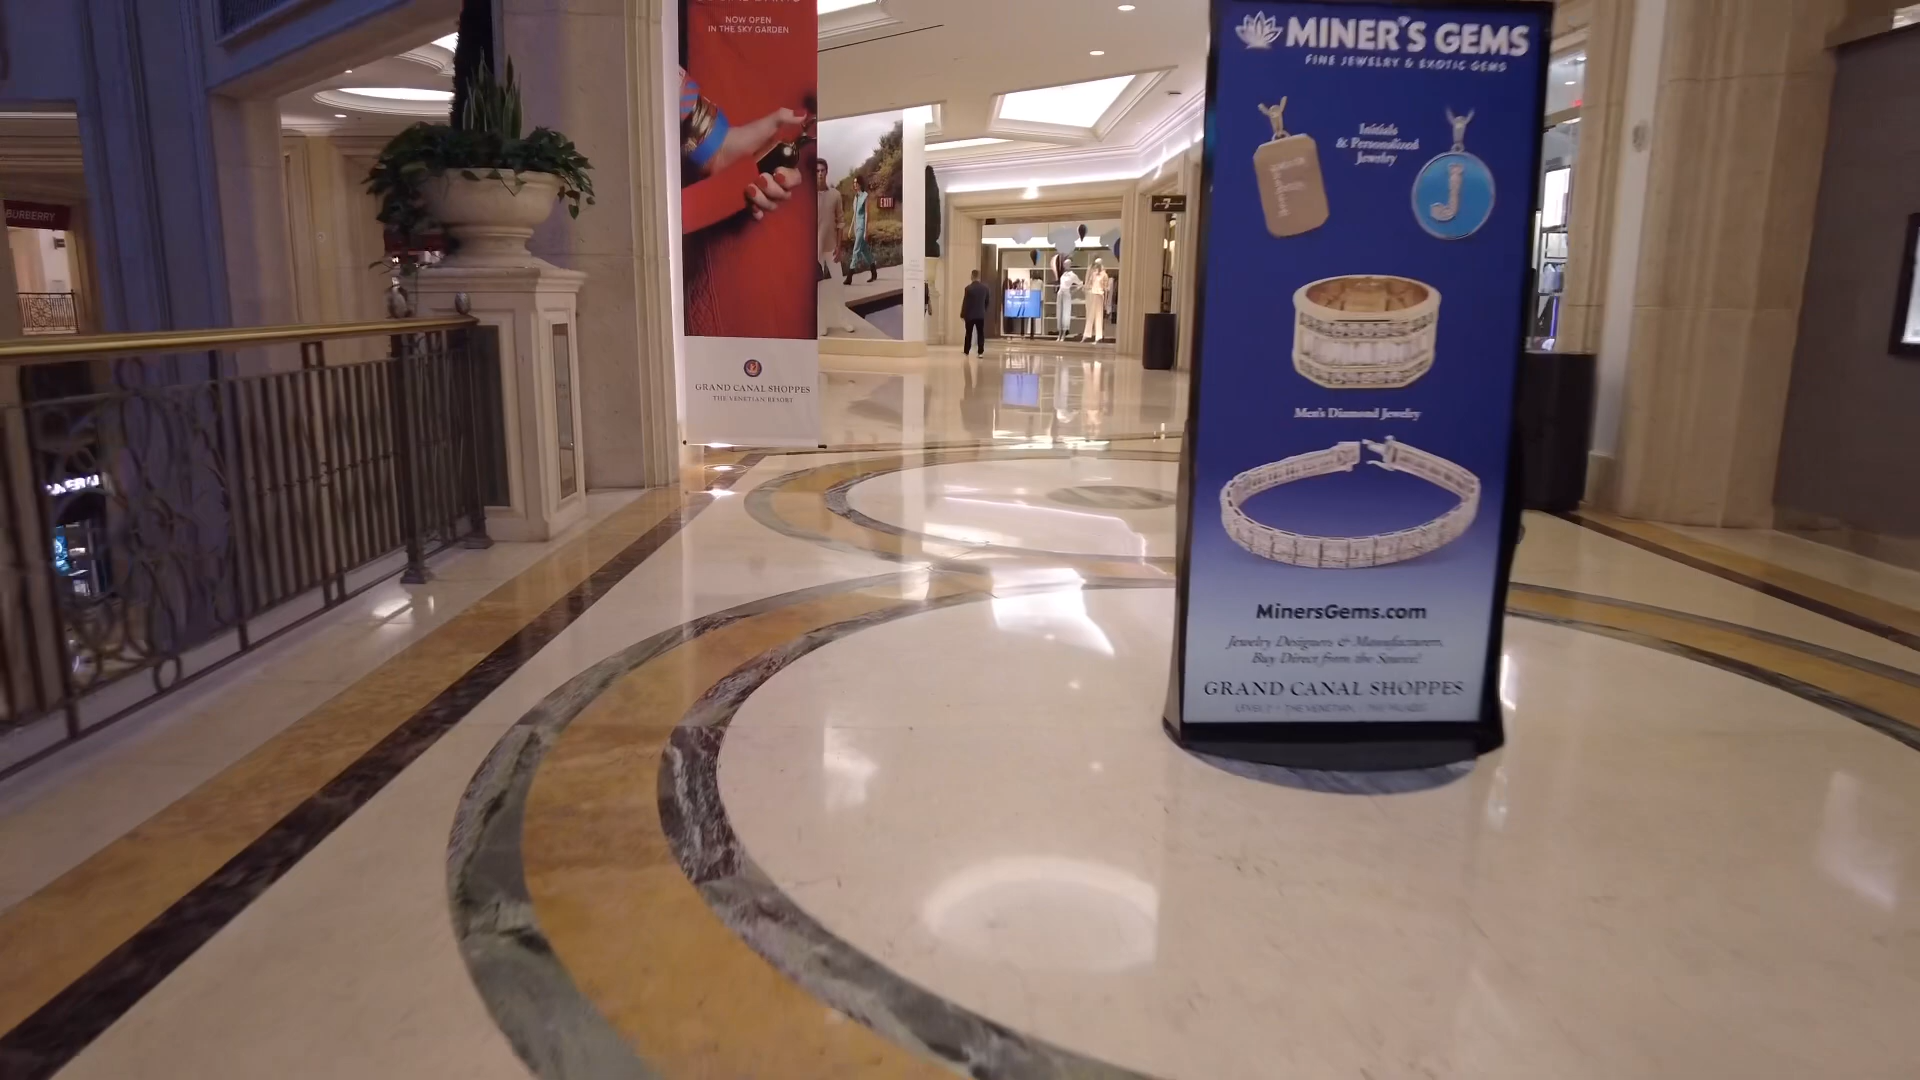 NOW OPEN
IN THE SKY GARDEN
BURBERRY
EXIT
GRAND CANAL SHOPPES
THE VENETIAN RESORT
MINER'S GEMS
FINE JEWELRY & EXOTIC GEMS
Initials
& Personalized
Jewelry
J
Men's Diamond Jewelry
MinersGems.com
Jewelry Designers & Manufacturers.
Buy Direct from the Source!
GRAND CANAL SHOPPES